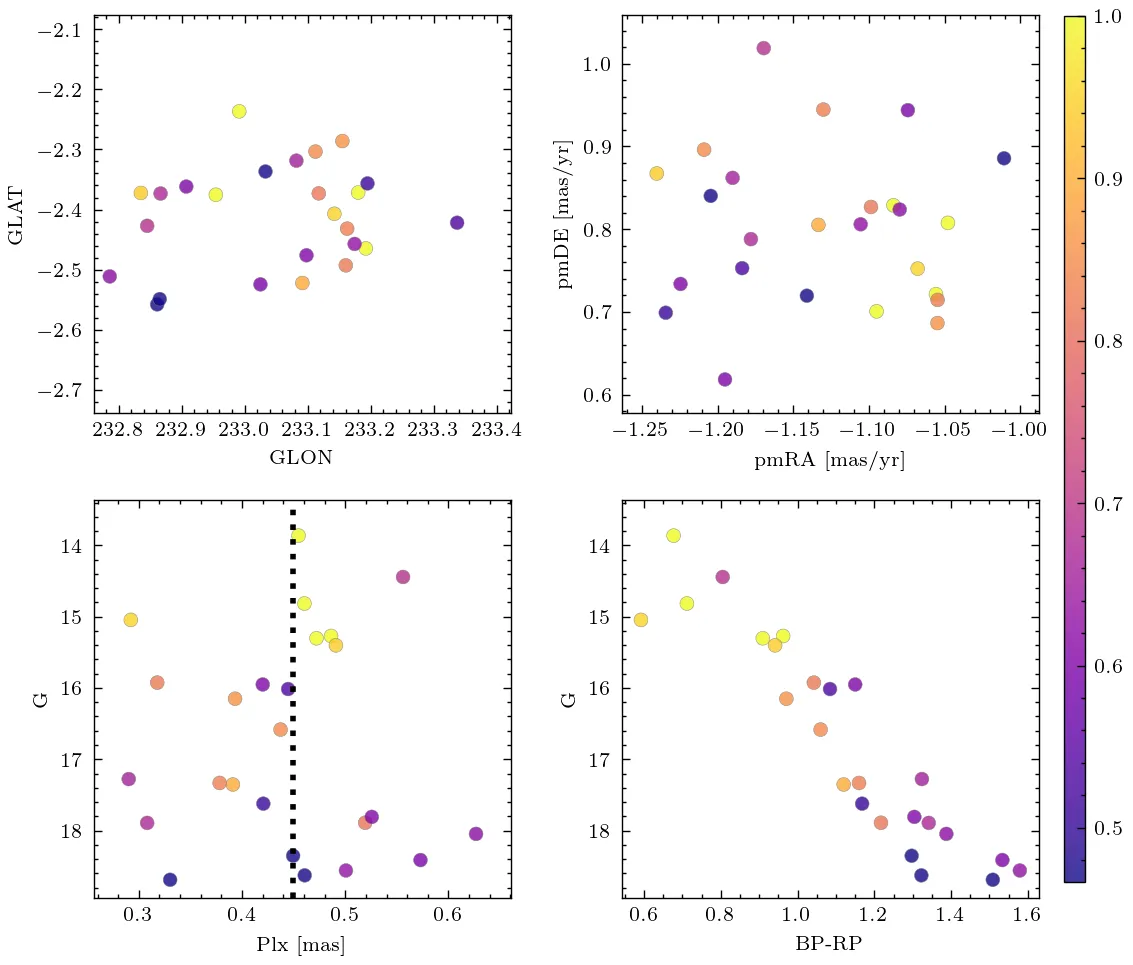 −2.1
−2.2
−2.3
−2.4
−2.5
−2.6
−2.7
GLAT
232.8 232.9 233.0 233.1 233.2 233.3 233.4
GLON
1.0
0.9
0.8
0.7
0.6
pmDE [mas/yr]
−1.25 −1.20 −1.15 −1.10 −1.05 −1.00
pmRA [mas/yr]
14
15
16
17
18
G
0.3 0.4 0.5 0.6
Plx [mas]
14
15
16
17
18
G
0.6 0.8 1.0 1.2 1.4 1.6
BP-RP
1.0
0.9
0.8
0.7
0.6
0.5